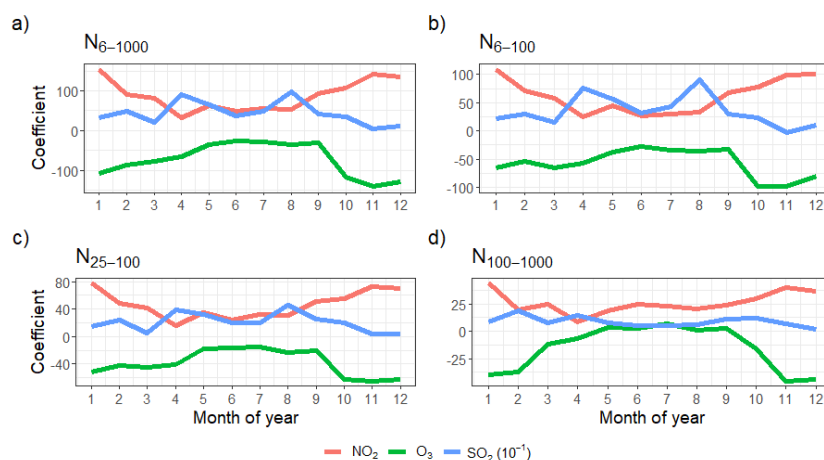 a)
N6–1000
b)
N6–100
Coefficient
100
0
-100
1 2 3 4 5 6 7 8 9 10 11 12
100
50
0
-50
-100
1 2 3 4 5 6 7 8 9 10 11 12
c)
N25–100
d)
N100–1000
Coefficient
80
40
0
-40
1 2 3 4 5 6 7 8 9 10 11 12
25
0
-25
1 2 3 4 5 6 7 8 9 10 11 12
Month of year
Month of year
NO2 O3 SO2 (10⁻¹)